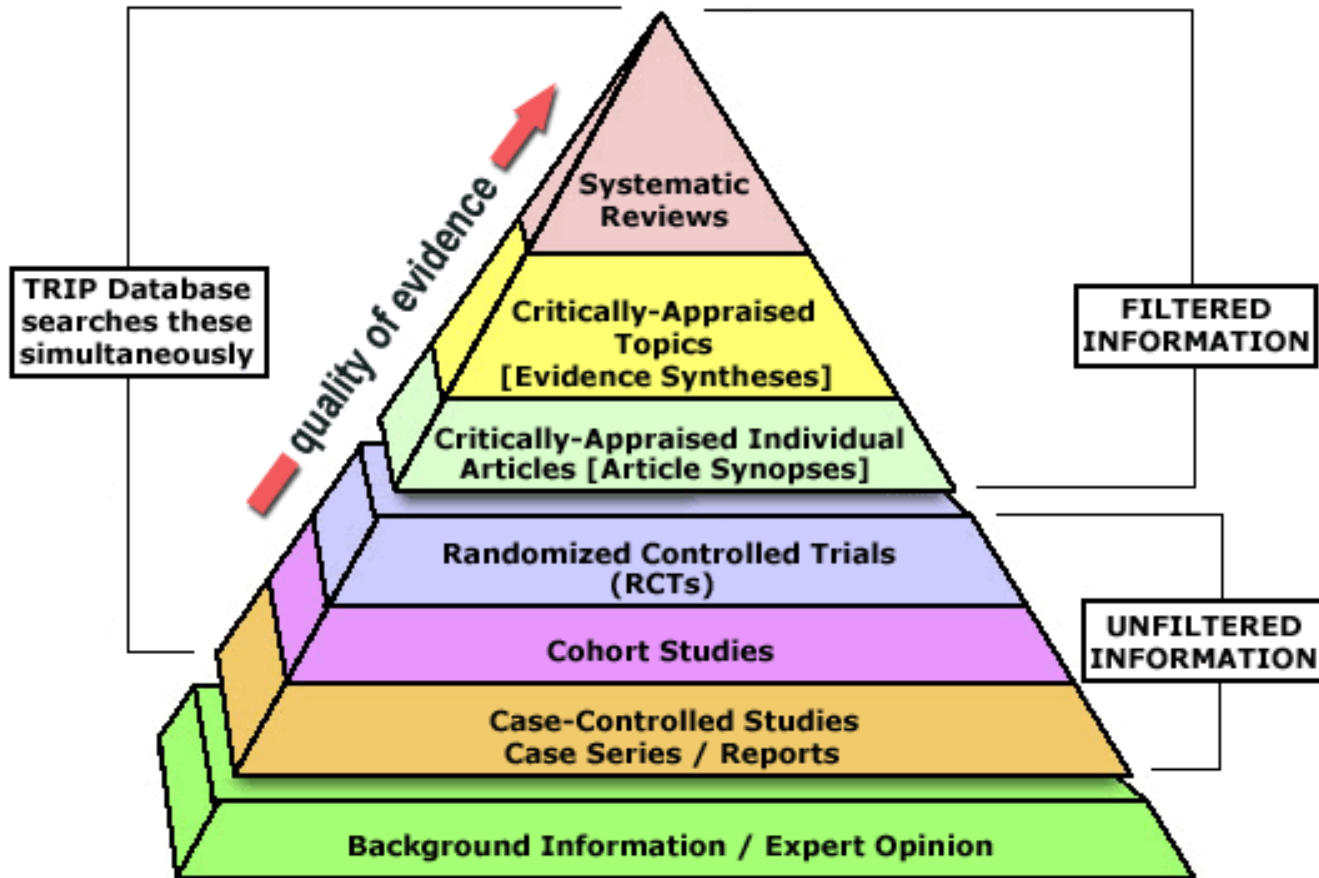 Systematic
Reviews
quality of evidence
TRIP Database
searches these
simultaneously
FILTERED
INFORMATION
Critically-Appraised
Topics
[Evidence Syntheses]
Critically-Appraised Individual
Articles [Article Synopses]
Randomized Controlled Trials
(RCTs)
UNFILTERED
INFORMATION
Cohort Studies
Case-Controlled Studies
Case Series / Reports
Background Information / Expert Opinion